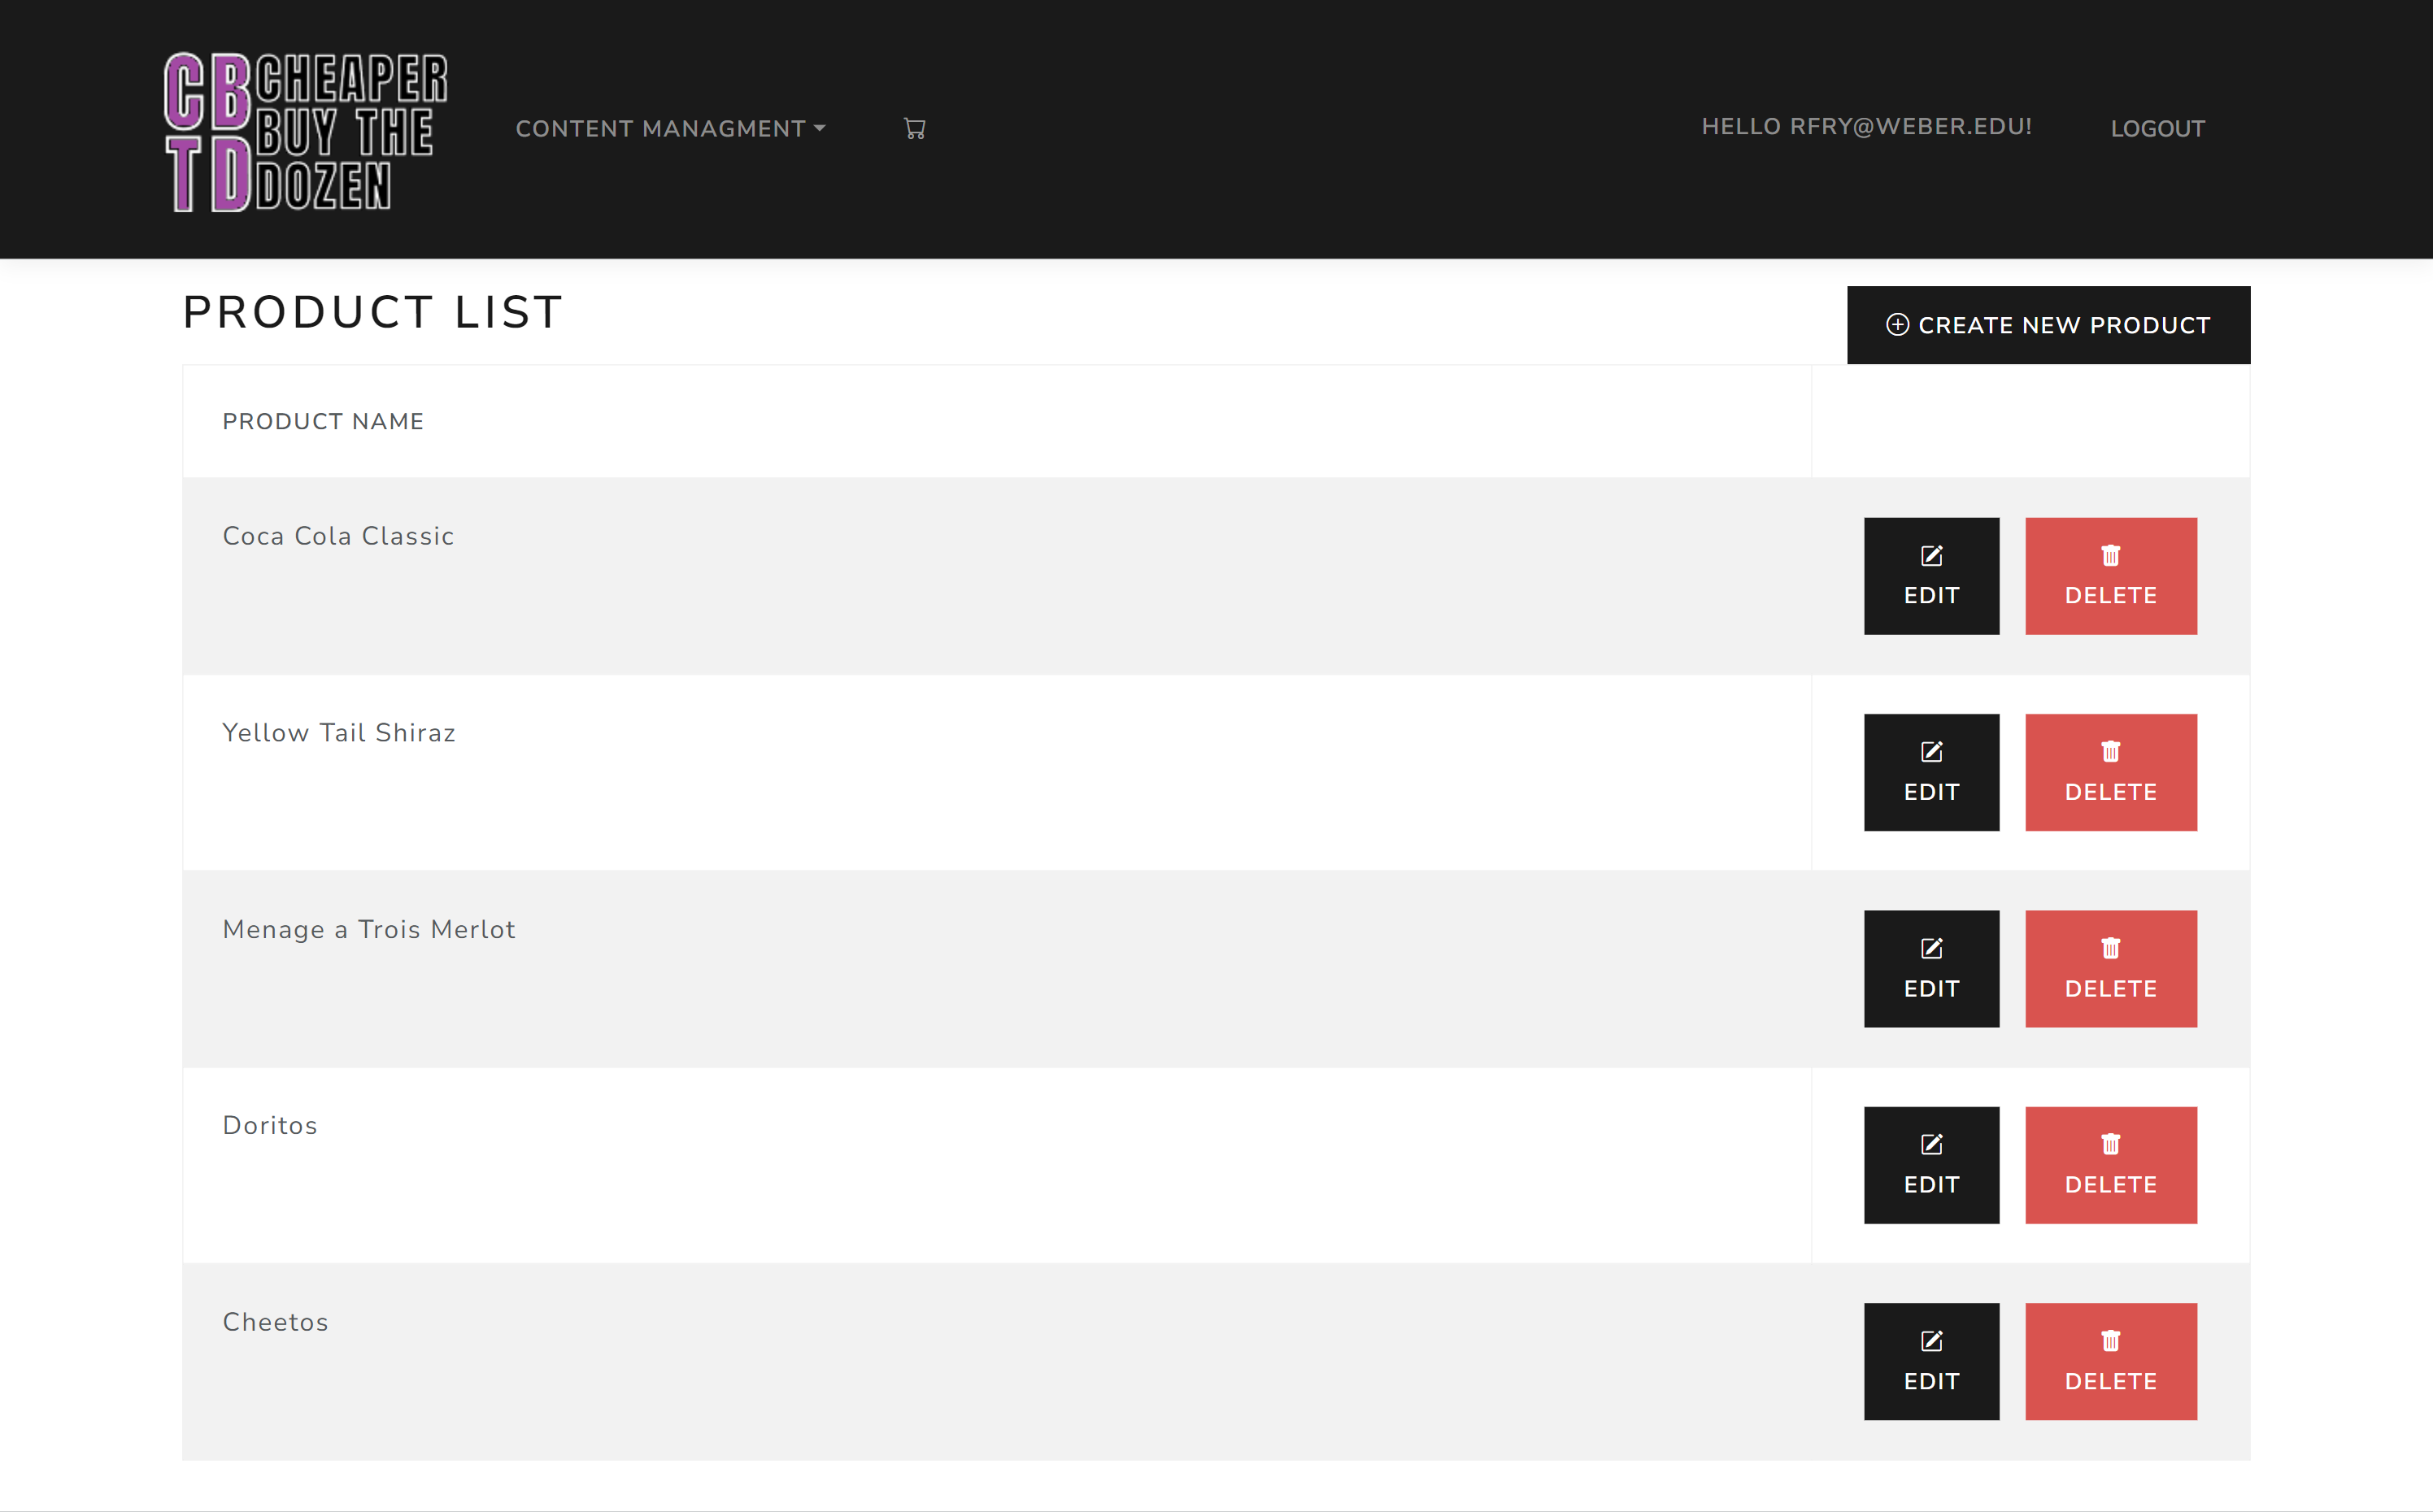 CB CHEAPER
BUY THE
TD DOZEN
CONTENT MANAGMENT
HELLO RFRY@WEBER.EDU!
LOGOUT
PRODUCT LIST
CREATE NEW PRODUCT
PRODUCT NAME
Coca Cola Classic
EDIT
DELETE
Yellow Tail Shiraz
EDIT
DELETE
Menage a Trois Merlot
EDIT
DELETE
Doritos
EDIT
DELETE
Cheetos
EDIT
DELETE